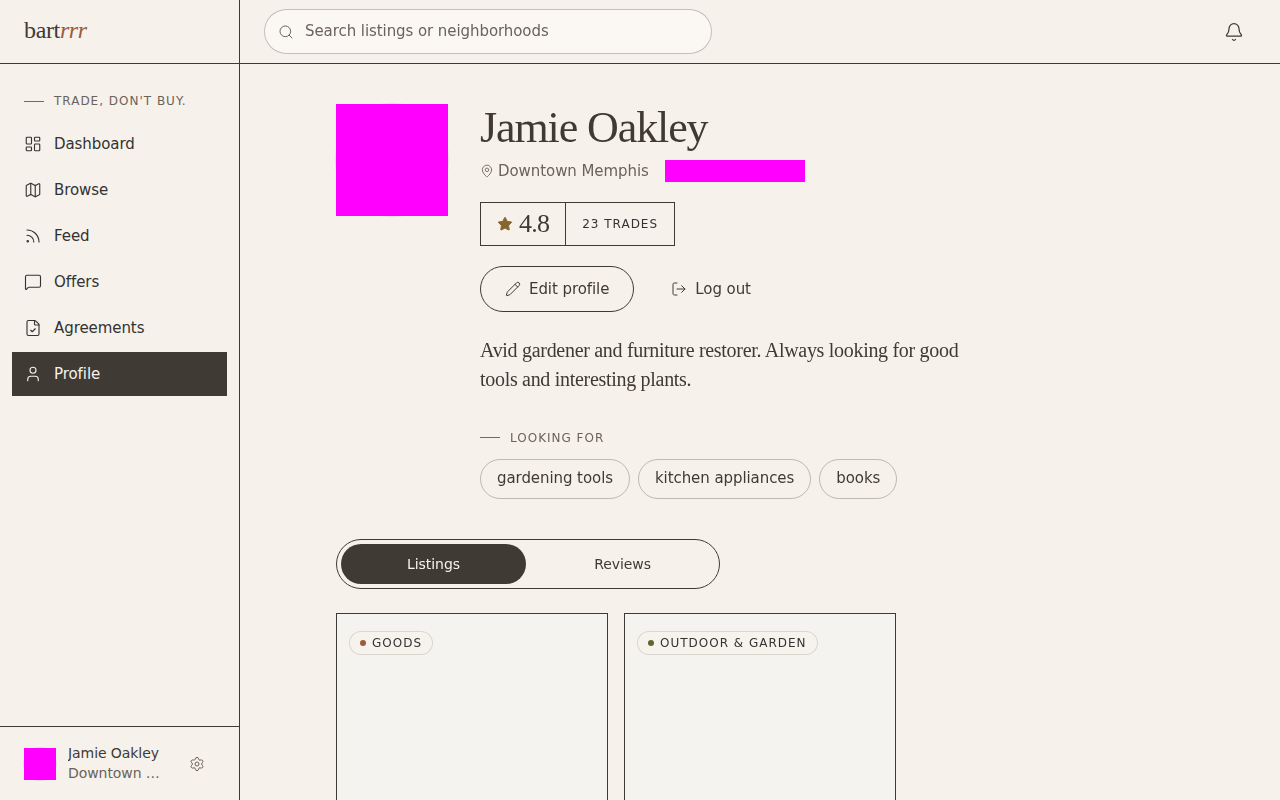 bartrrr
Search listings or neighborhoods
TRADE, DON'T BUY.
Dashboard
Browse
Feed
Offers
Agreements
Profile
Jamie Oakley
Downtown Memphis
4.8
23 TRADES
Edit profile
Log out
Avid gardener and furniture restorer. Always looking for good
tools and interesting plants.
LOOKING FOR
gardening tools
kitchen appliances
books
Listings
Reviews
GOODS
OUTDOOR & GARDEN
Jamie Oakley
Downtown ...